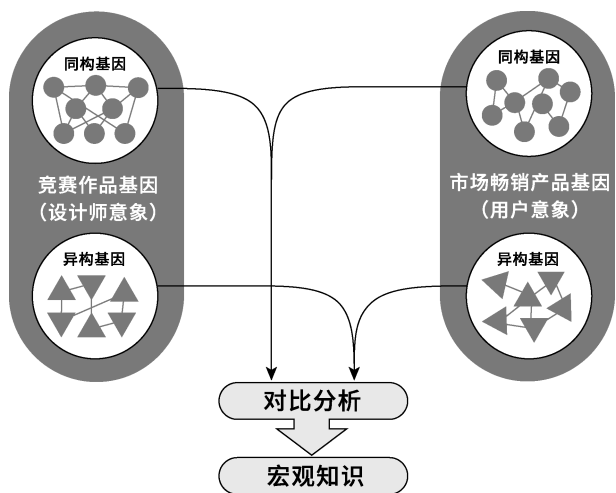 同构基因
竞赛作品基因
（设计师意象）
异构基因
同构基因
市场畅销产品基因
（用户意象）
异构基因
对比分析
宏观知识